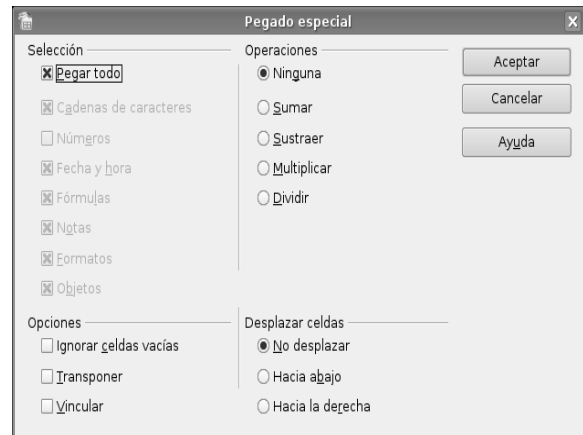 Pegado especial
Selección
Pegar todo
Cadenas de caracteres
Números
Fecha y hora
Fórmulas
Notas
Formatos
Objetos
Operaciones
Ninguna
Sumar
Sustraer
Multiplicar
Dividir
Aceptar
Cancelar
Ayuda
Opciones
Ignorar celdas vacías
Transponer
Vincular
Desplazar celdas
No desplazar
Hacia abajo
Hacia la derecha